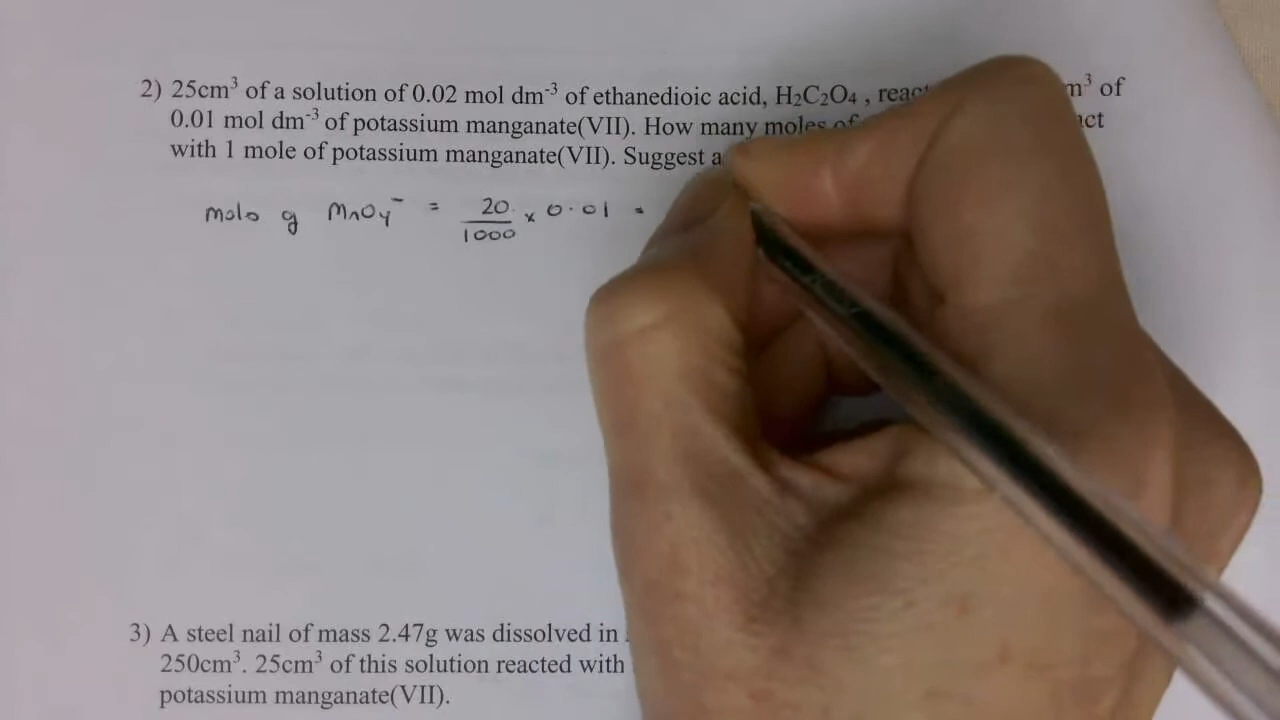 2) 25cm³ of a solution of 0.02 mol dm⁻³ of ethanedioic acid, H₂C₂O₄ , m³ of
0.01 mol dm⁻³ of potassium manganate(VII). How many moles of
with 1 mole of potassium manganate(VII). Suggest a
mols of MnO₄⁻ = 20/1000 x 0.01 =
3) A steel nail of mass 2.47g was dissolved in
250cm³. 25cm³ of this solution reacted with
potassium manganate(VII).